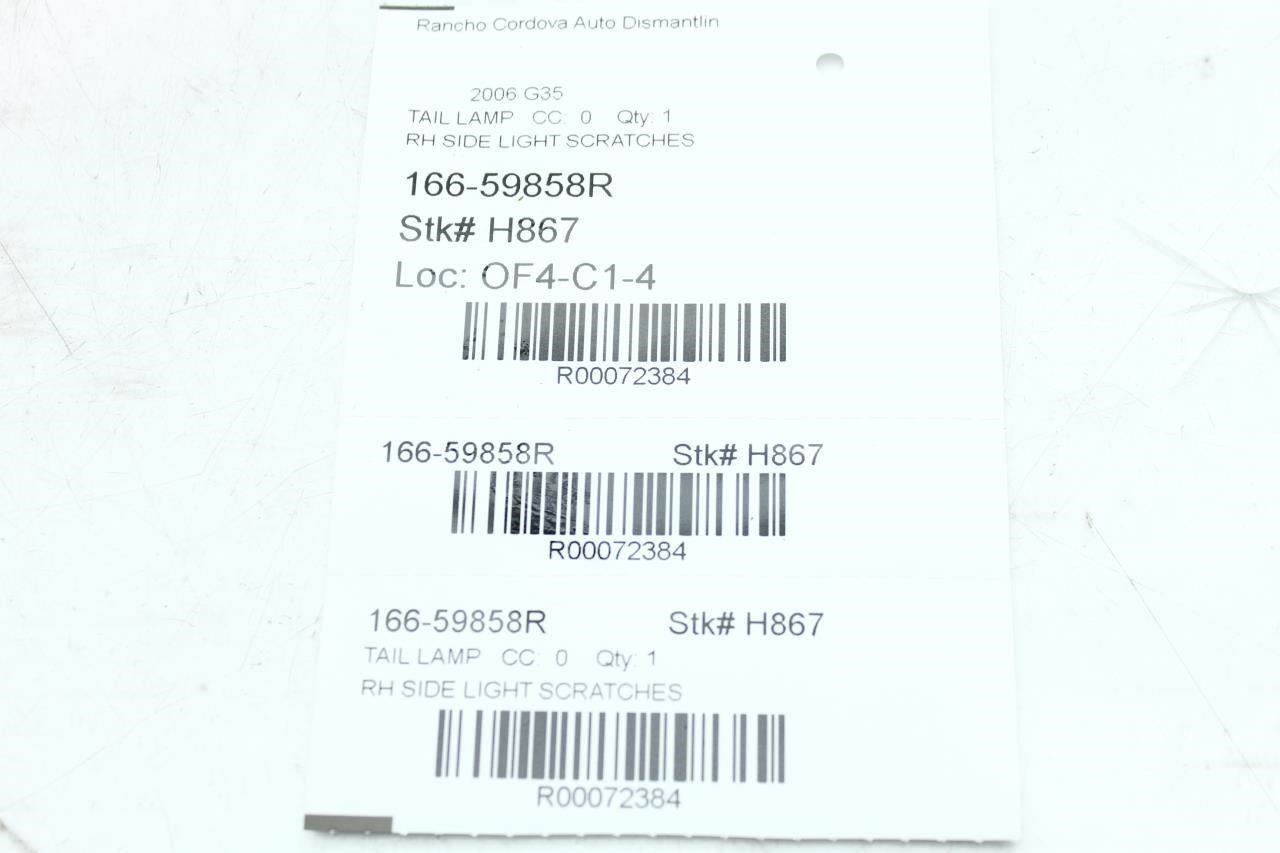 Rancho Cordova Auto Dismantlin
2006 G35
TAIL LAMP CC: 0 Qty: 1
RH SIDE LIGHT SCRATCHES
166-59858R
Stk# H867
Loc: OF4-C1-4
R00072384
166-59858R Stk# H867
R00072384
166-59858R Stk# H867
TAIL LAMP CC: 0 Qty: 1
RH SIDE LIGHT SCRATCHES
R00072384